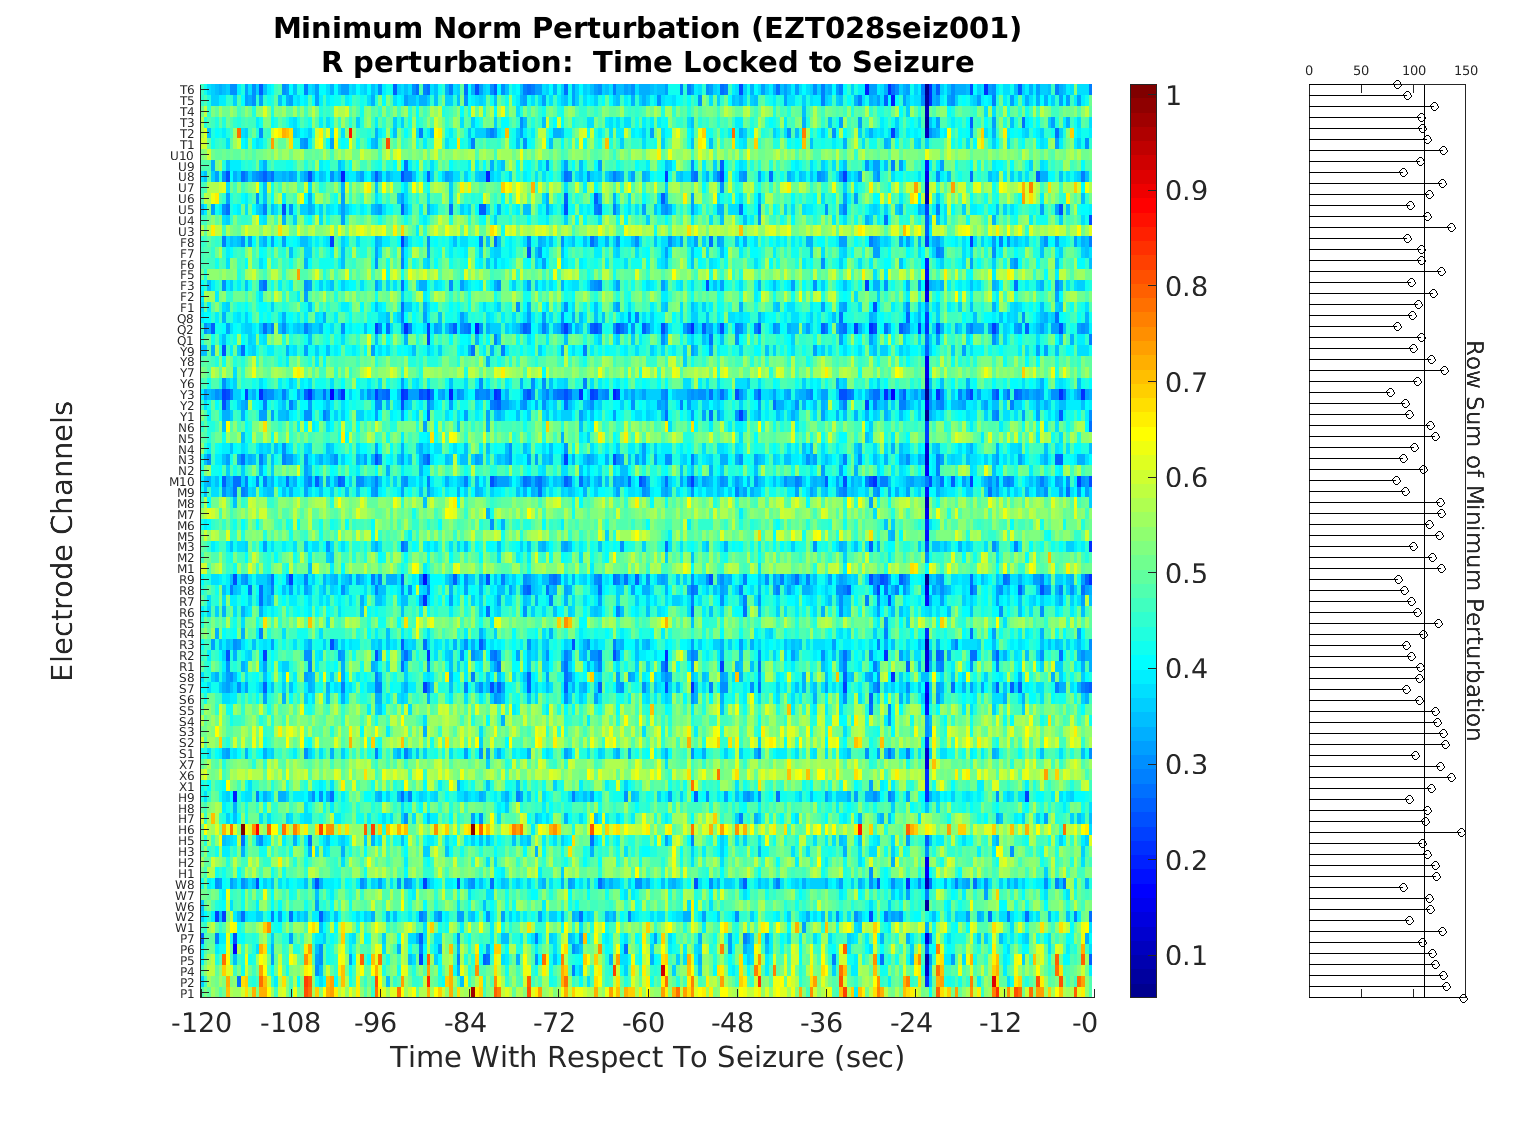 Minimum Norm Perturbation (EZT028seiz001)
R perturbation:  Time Locked to Seizure
Electrode Channels
T6
T5
T4
T3
T2
T1
U10
U9
U8
U7
U6
U5
U4
U3
F8
F7
F6
F5
F3
F2
F1
Q8
Q2
Q1
Y9
Y8
Y7
Y6
Y3
Y2
Y1
N6
N5
N4
N3
N2
M10
M9
M8
M7
M6
M5
M3
M2
M1
R9
R8
R7
R6
R5
R4
R3
R2
R1
S8
S7
S6
S5
S4
S3
S2
S1
X7
X6
X1
H9
H8
H7
H6
H5
H3
H2
H1
W8
W7
W6
W2
W1
P7
P6
P5
P4
P2
P1
-120 -108 -96 -84 -72 -60 -48 -36 -24 -12 -0
Time With Respect To Seizure (sec)
1
0.9
0.8
0.7
0.6
0.5
0.4
0.3
0.2
0.1
0 50 100 150
Row Sum of Minimum Perturbation